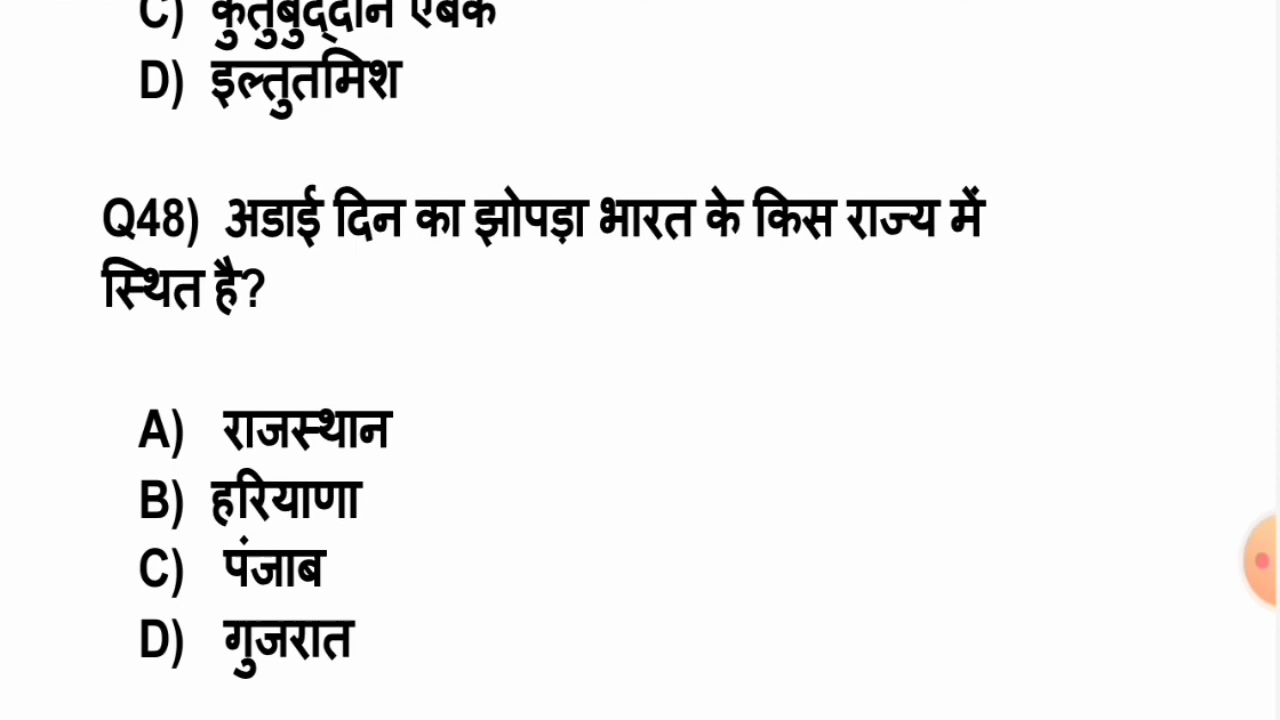 C) कुतुबुद्दीन ऐबक
D) इल्तुतमिश
Q48) अडाई दिन का झोपड़ा भारत के किस राज्य में
स्थित है?
A) राजस्थान
B) हरियाणा
C) पंजाब
D) गुजरात